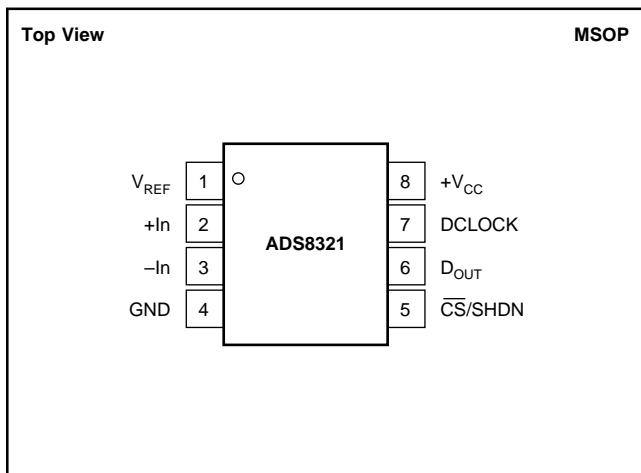 Top View MSOP
V_REF 1 8 +V_CC
+In 2 7 DCLOCK
ADS8321
–In 3 6 D_OUT
GND 4 5 C̅S̅/SHDN